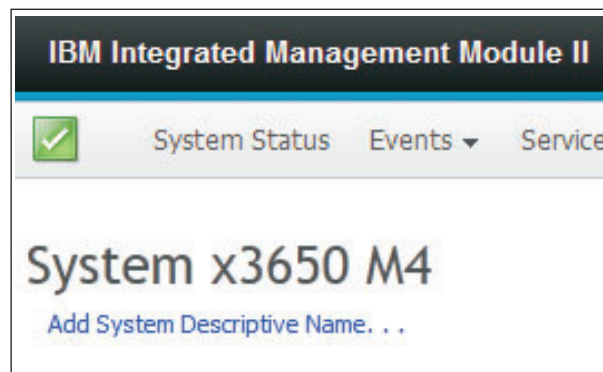 IBM Integrated Management Module II
System Status Events Service
System x3650 M4
Add System Descriptive Name. . .